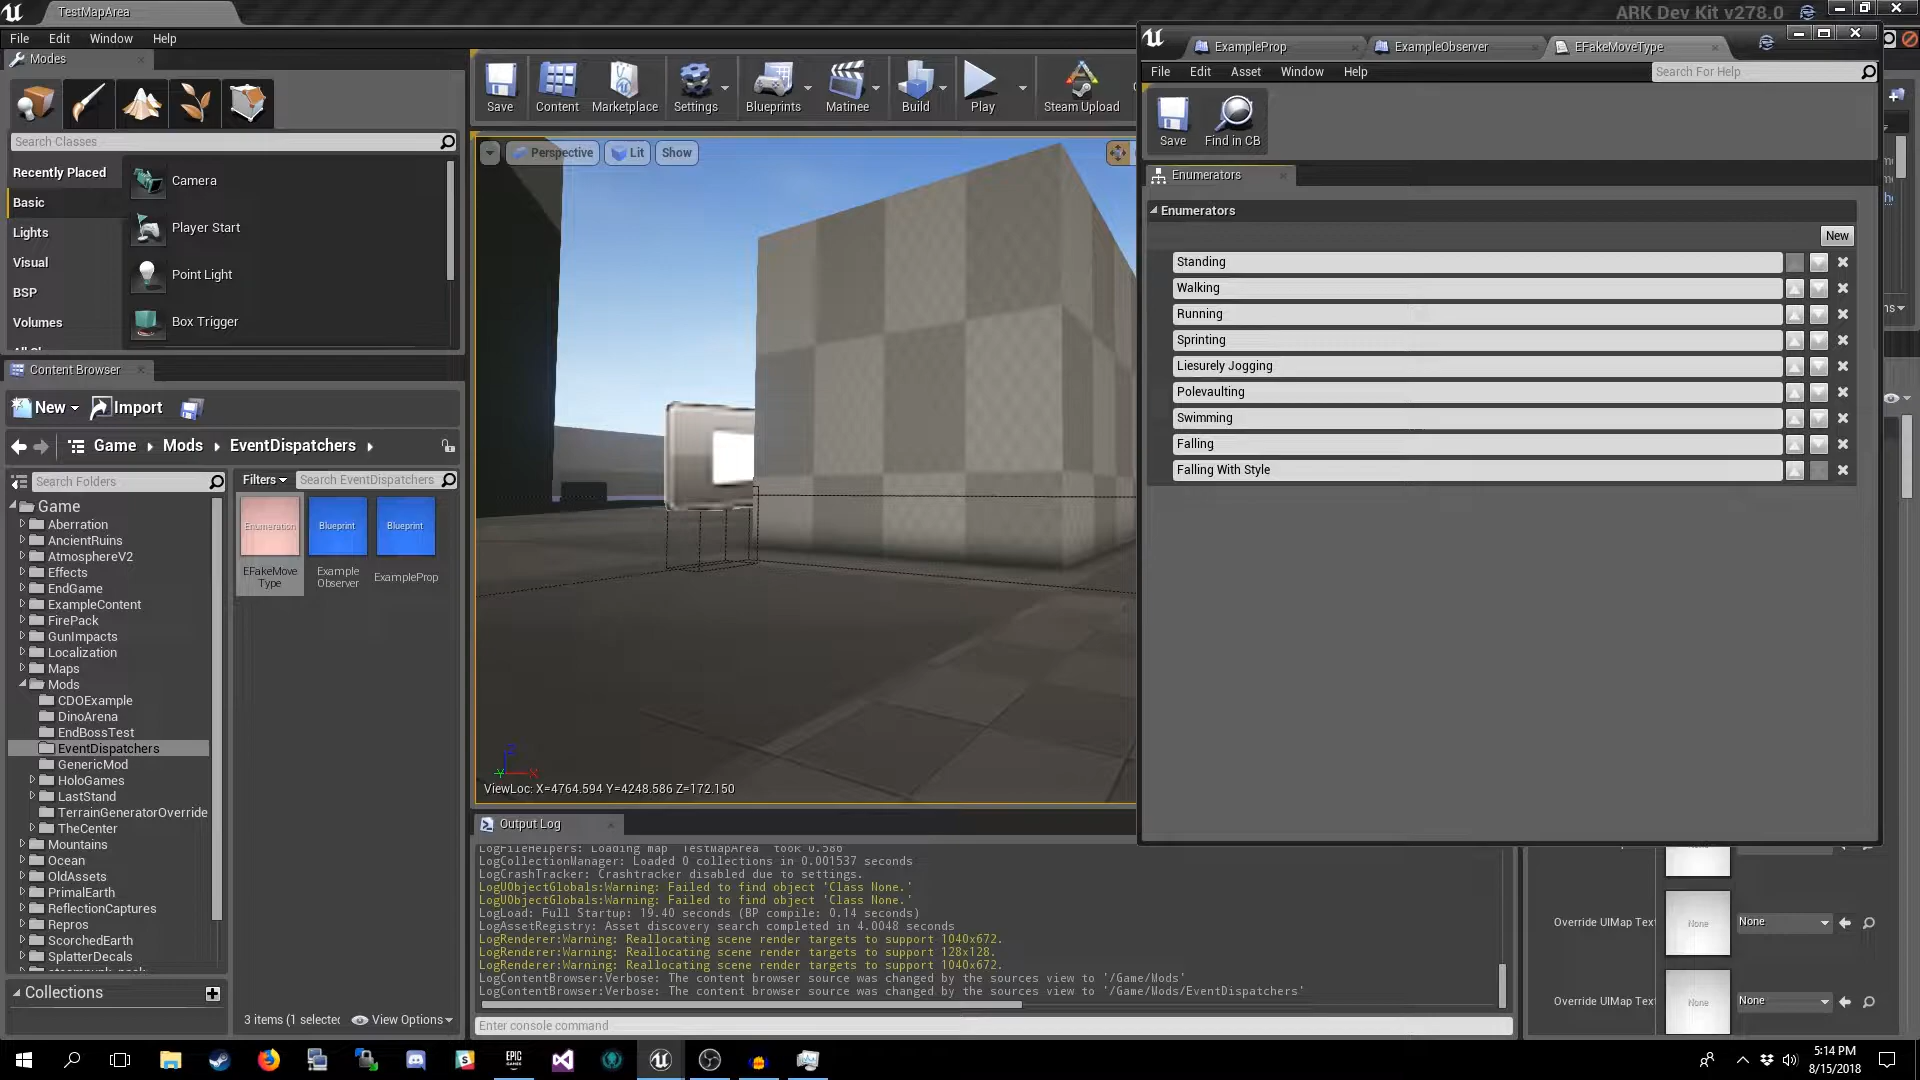 TestMapArea
ARK Dev Kit v278.0
File Edit Window Help
Modes
Search Classes
Recently Placed
Basic
Lights
Visual
BSP
Volumes
Camera
Player Start
Point Light
Box Trigger
Save
Content
Marketplace
Settings
Blueprints
Matinee
Build
Play
Steam Upload
Perspective
Lit
Show
ViewLoc: X=4764.594 Y=4248.586 Z=172.150
ExampleProp
ExampleObserver
EFakeMoveType
File Edit Asset Window Help
Search For Help
Save
Find in CB
Enumerators
Enumerators
New
Standing
Walking
Running
Sprinting
Liesurely Jogging
Polevaulting
Swimming
Falling
Falling With Style
Content Browser
New
Import
Game Mods EventDispatchers
Search Folders
Filters
Search EventDispatchers
Game
Aberration
AncientRuins
AtmosphereV2
Effects
EndGame
ExampleContent
FirePack
GunImpacts
Localization
Maps
Mods
CDOExample
DinoArena
EndBossTest
EventDispatchers
GenericMod
HoloGames
LastStand
TerrainGeneratorOverride
TheCenter
Mountains
Ocean
OldAssets
PrimalEarth
ReflectionCaptures
Repros
ScorchedEarth
SplatterDecals
Enumeration
EFakeMove
Type
Blueprint
Example
Observer
Blueprint
ExampleProp
Collections
3 items (1 selected
View Options
Output Log
LogFileHelpers: Loading map 'TestMapArea' took 0.586
LogCollectionManager: Loaded 0 collections in 0.001537 seconds
LogCrashTracker: Crashtracker disabled due to settings.
LogUObjectGlobals:Warning: Failed to find object 'Class None.'
LogUObjectGlobals:Warning: Failed to find object 'Class None.'
LogLoad: Full Startup: 19.40 seconds (BP compile: 0.14 seconds)
LogAssetRegistry: Asset discovery search completed in 4.0048 seconds
LogRenderer:Warning: Reallocating scene render targets to support 1040x672.
LogRenderer:Warning: Reallocating scene render targets to support 128x128.
LogRenderer:Warning: Reallocating scene render targets to support 1040x672.
LogContentBrowser:Verbose: The content browser source was changed by the sources view to '/Game/Mods'
LogContentBrowser:Verbose: The content browser source was changed by the sources view to '/Game/Mods/EventDispatchers'
Enter console command
Override UIMap Text
None
None
Override UIMap Text
None
None
EPIC
GAMES
5:14 PM
8/15/2018